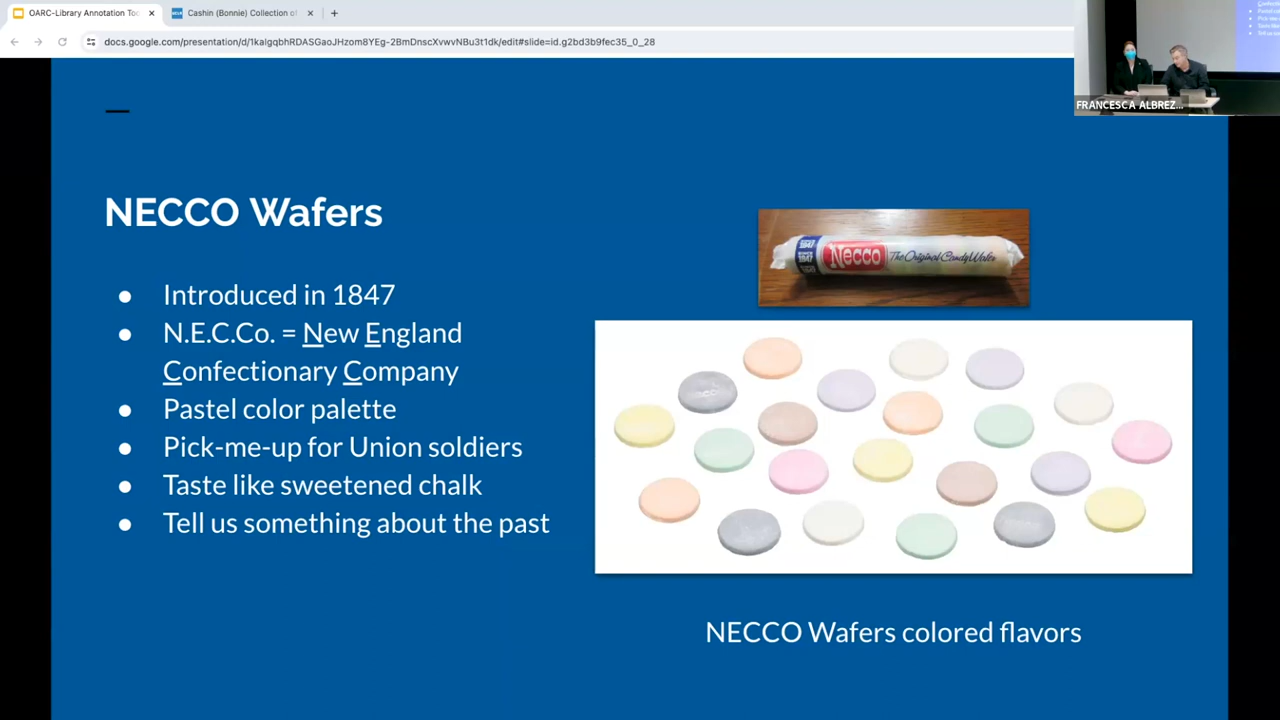 OARC-Library Annotation Too
Cashin (Bonnie) Collection of
docs.google.com/presentation/d/1kalgqbhRDASGaoJHzom8YEg-2BmDnscXvwvNBu3t1dk/edit#slide=id.g2bd3b9fec35_0_28
FRANCESCA ALBREZ...
NECCO Wafers
● Introduced in 1847
● N.E.C.Co. = New England
Confectionary Company
● Pastel color palette
● Pick-me-up for Union soldiers
● Taste like sweetened chalk
● Tell us something about the past
Necco The Original Candy Wafer
NECCO Wafers colored flavors